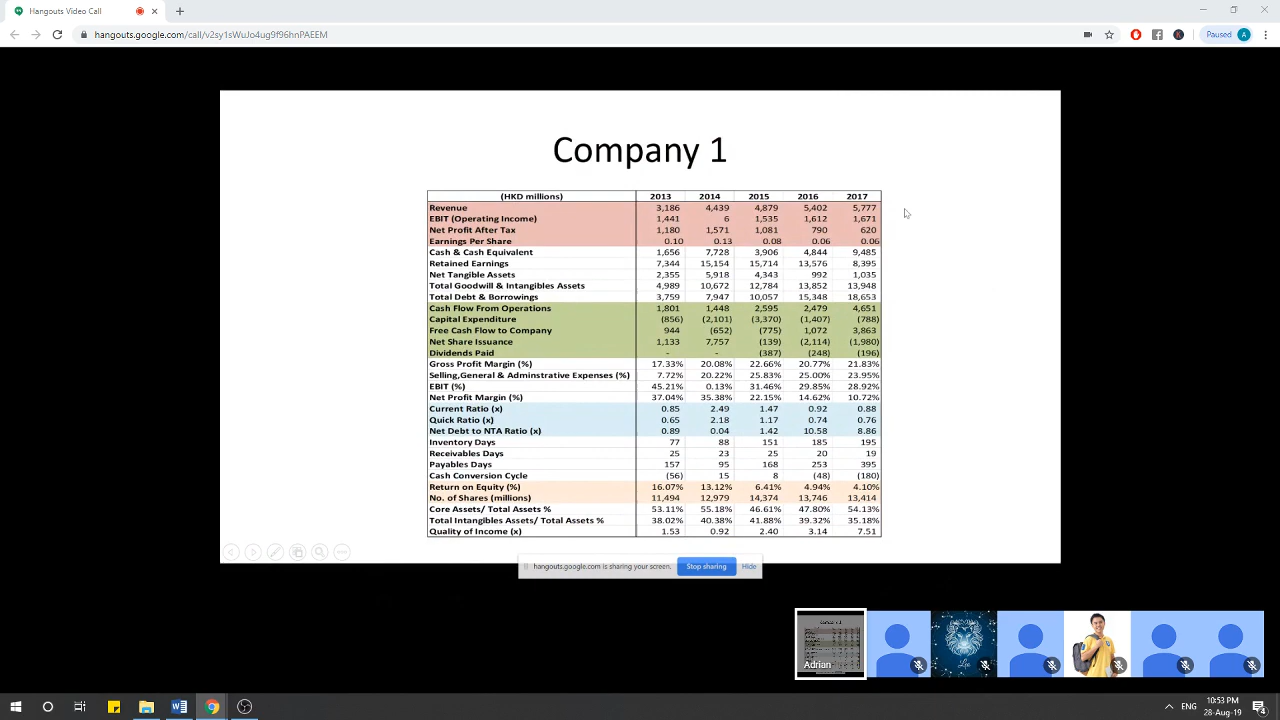 Hangouts Video Call
hangouts.google.com/call/v2sy1sWuJo4ug9f96hnPAEEM
Paused A
Company 1
(HKD millions) 2013 2014 2015 2016 2017
Revenue 3,186 4,439 4,879 5,402 5,777
EBIT (Operating Income) 1,441 6 1,535 1,612 1,671
Net Profit After Tax 1,180 1,571 1,081 790 620
Earnings Per Share 0.10 0.13 0.08 0.06 0.06
Cash & Cash Equivalent 1,656 7,728 3,906 4,844 9,485
Retained Earnings 7,344 15,154 15,714 13,576 8,395
Net Tangible Assets 2,355 5,918 4,343 992 1,035
Total Goodwill & Intangibles Assets 4,989 10,672 12,784 13,852 13,948
Total Debt & Borrowings 3,759 7,947 10,057 15,348 18,653
Cash Flow From Operations 1,801 1,448 2,595 2,479 4,651
Capital Expenditure (856) (2,101) (3,370) (1,407) (788)
Free Cash Flow to Company 944 (652) (775) 1,072 3,863
Net Share Issuance 1,133 7,757 (139) (2,114) (1,980)
Dividends Paid - - (387) (248) (196)
Gross Profit Margin (%) 17.33% 20.08% 22.66% 20.77% 21.83%
Selling,General & Adminstrative Expenses (%) 7.72% 20.22% 25.83% 25.00% 23.95%
EBIT (%) 45.21% 0.13% 31.46% 29.85% 28.92%
Net Profit Margin (%) 37.04% 35.38% 22.15% 14.62% 10.72%
Current Ratio (x) 0.85 2.49 1.47 0.92 0.88
Quick Ratio (x) 0.65 2.18 1.17 0.74 0.76
Net Debt to NTA Ratio (x) 0.89 0.04 1.42 10.58 8.86
Inventory Days 77 88 151 185 195
Receivables Days 25 23 25 20 19
Payables Days 157 95 168 253 395
Cash Conversion Cycle (56) 15 8 (48) (180)
Return on Equity (%) 16.07% 13.12% 6.41% 4.94% 4.10%
No. of Shares (millions) 11,494 12,979 14,374 13,746 13,414
Core Assets/ Total Assets % 53.11% 55.18% 46.61% 47.80% 54.13%
Total Intangibles Assets/ Total Assets % 38.02% 40.38% 41.88% 39.32% 35.18%
Quality of Income (x) 1.53 0.92 2.40 3.14 7.51
hangouts.google.com is sharing your screen. Stop sharing Hide
Adrian
ENG
10:53 PM
28-Aug-19